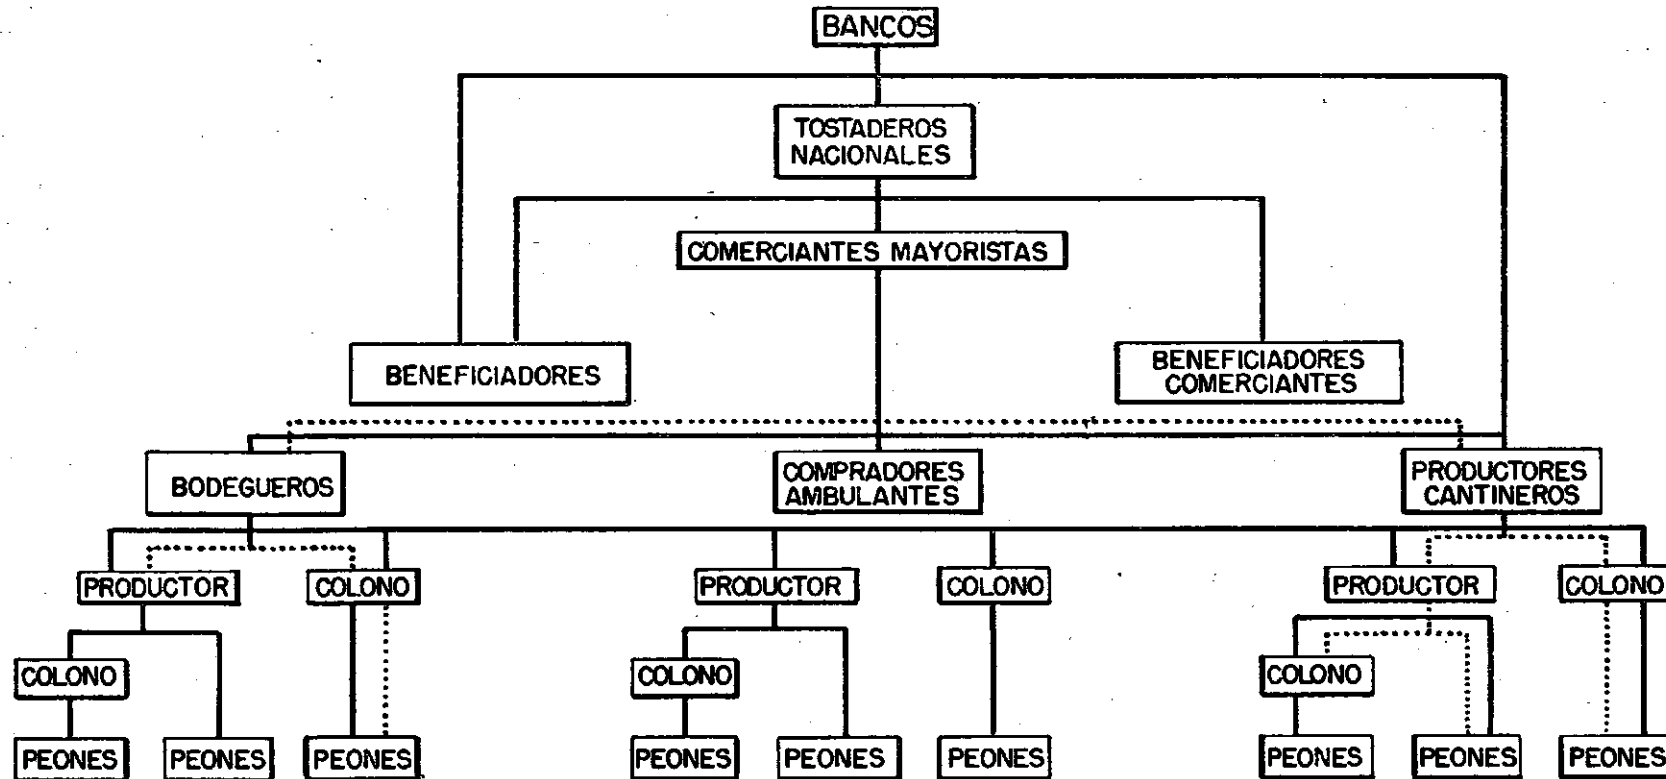 BANCOS
TOSTADEROS
NACIONALES
COMERCIANTES MAYORISTAS
BENEFICIADORES
BENEFICIADORES
COMERCIANTES
BODEGUEROS
COMPRADORES
AMBULANTES
PRODUCTORES
CANTINEROS
PRODUCTOR
COLONO
PRODUCTOR
COLONO
PRODUCTOR
COLONO
COLONO
COLONO
COLONO
PEONES
PEONES
PEONES
PEONES
PEONES
PEONES
PEONES
PEONES
PEONES